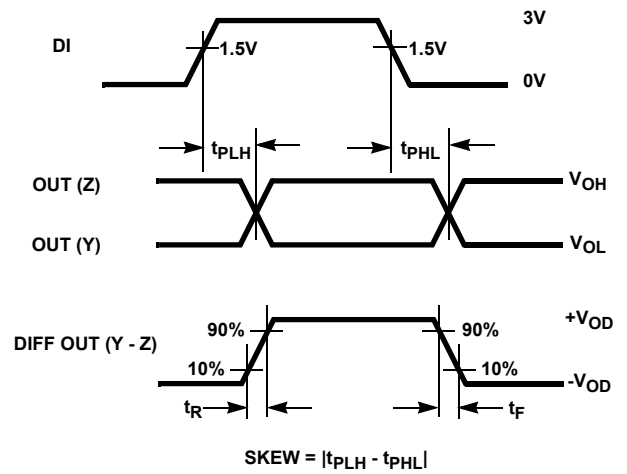 3V
DI
1.5V
1.5V
0V
tPLH
tPHL
OUT (Z)
VOH
OUT (Y)
VOL
+VOD
90%
90%
DIFF OUT (Y - Z)
10%
10%
-VOD
tR
tF
SKEW = |tPLH - tPHL|